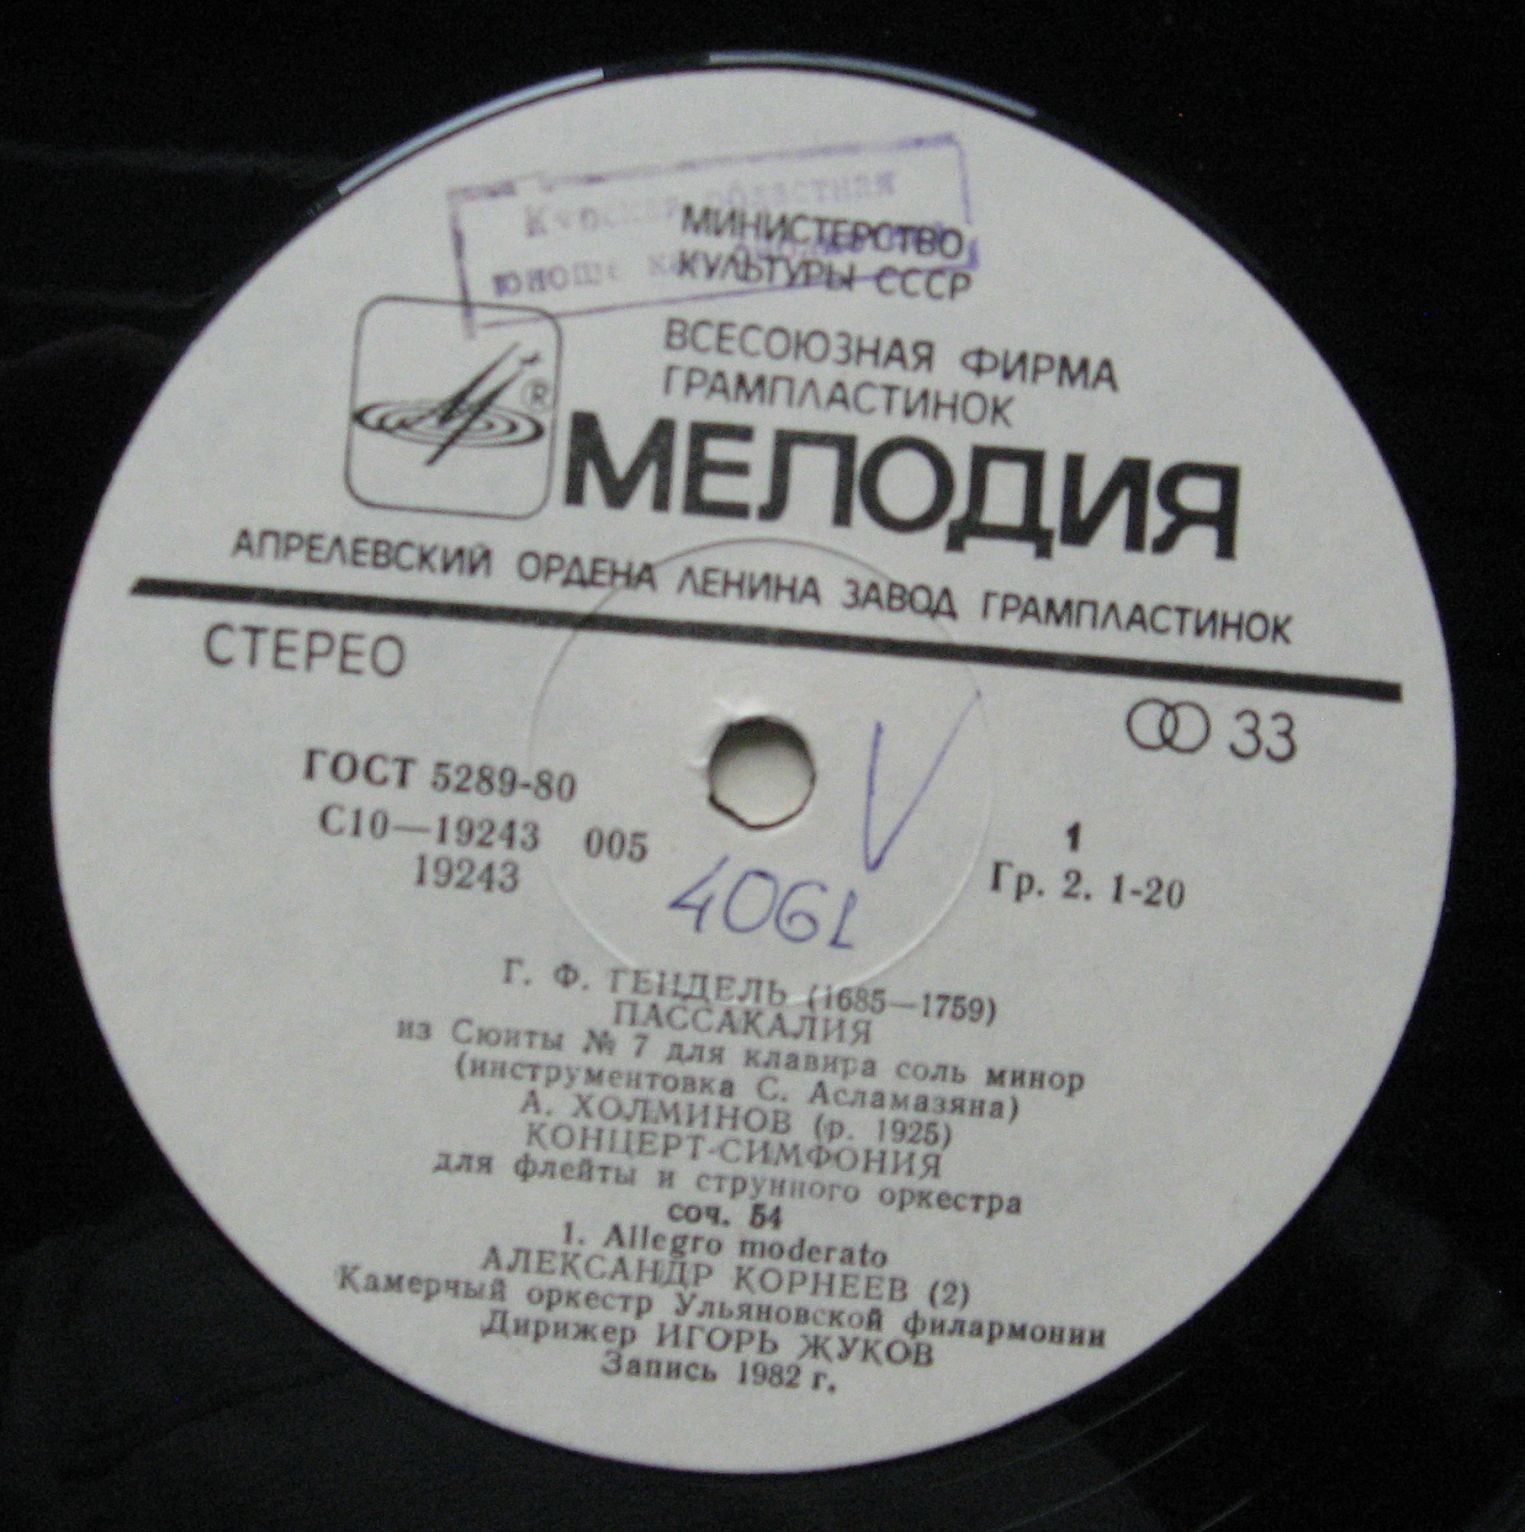 областная
юноше
МИНИСТЕРСТВО
КУЛЬТУРЫ СССР
ВСЕСОЮЗНАЯ ФИРМА
ГРАМПЛАСТИНОК
®
МЕЛОДИЯ
АПРЕЛЕВСКИЙ ОРДЕНА ЛЕНИНА ЗАВОД ГРАМПЛАСТИНОК
СТЕРЕО
33
ГОСТ 5289-80
С10—19243 005
19243
V
4061
1
Гр. 2. 1-20
Г. Ф. ГЕНДЕЛЬ (1685—1759)
ПАССАКАЛИЯ
из Сюиты № 7 для клавира соль минор
(инструментовка С. Асламазяна)
А. ХОЛМИНОВ (р. 1925)
КОНЦЕРТ-СИМФОНИЯ
для флейты и струнного оркестра
соч. 54
1. Allegro moderato
АЛЕКСАНДР КОРНЕЕВ (2)
Камерный оркестр Ульяновской филармонии
Дирижер ИГОРЬ ЖУКОВ
Запись 1982 г.